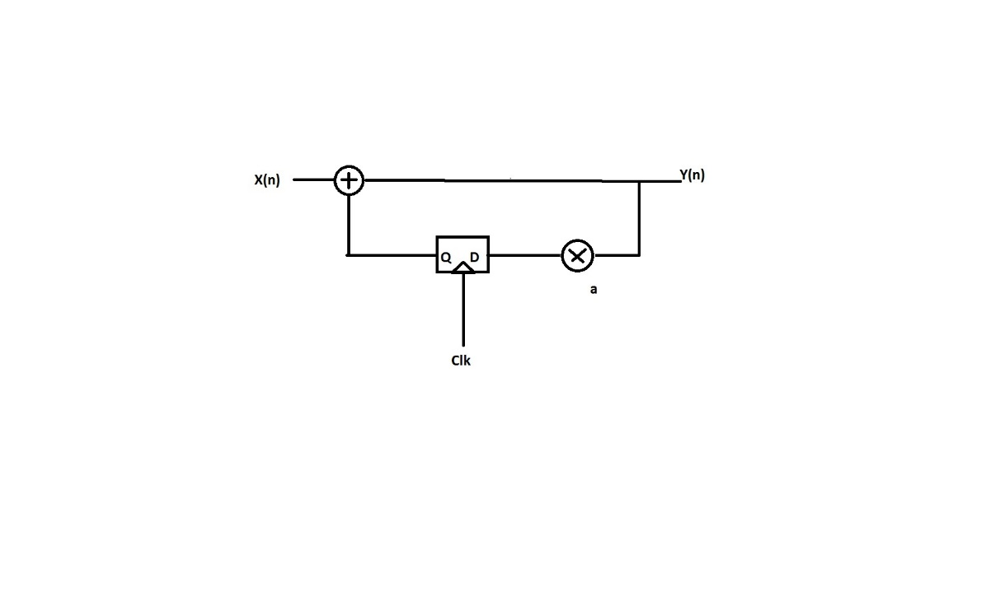 X(n)
Y(n)
Q D
a
Clk